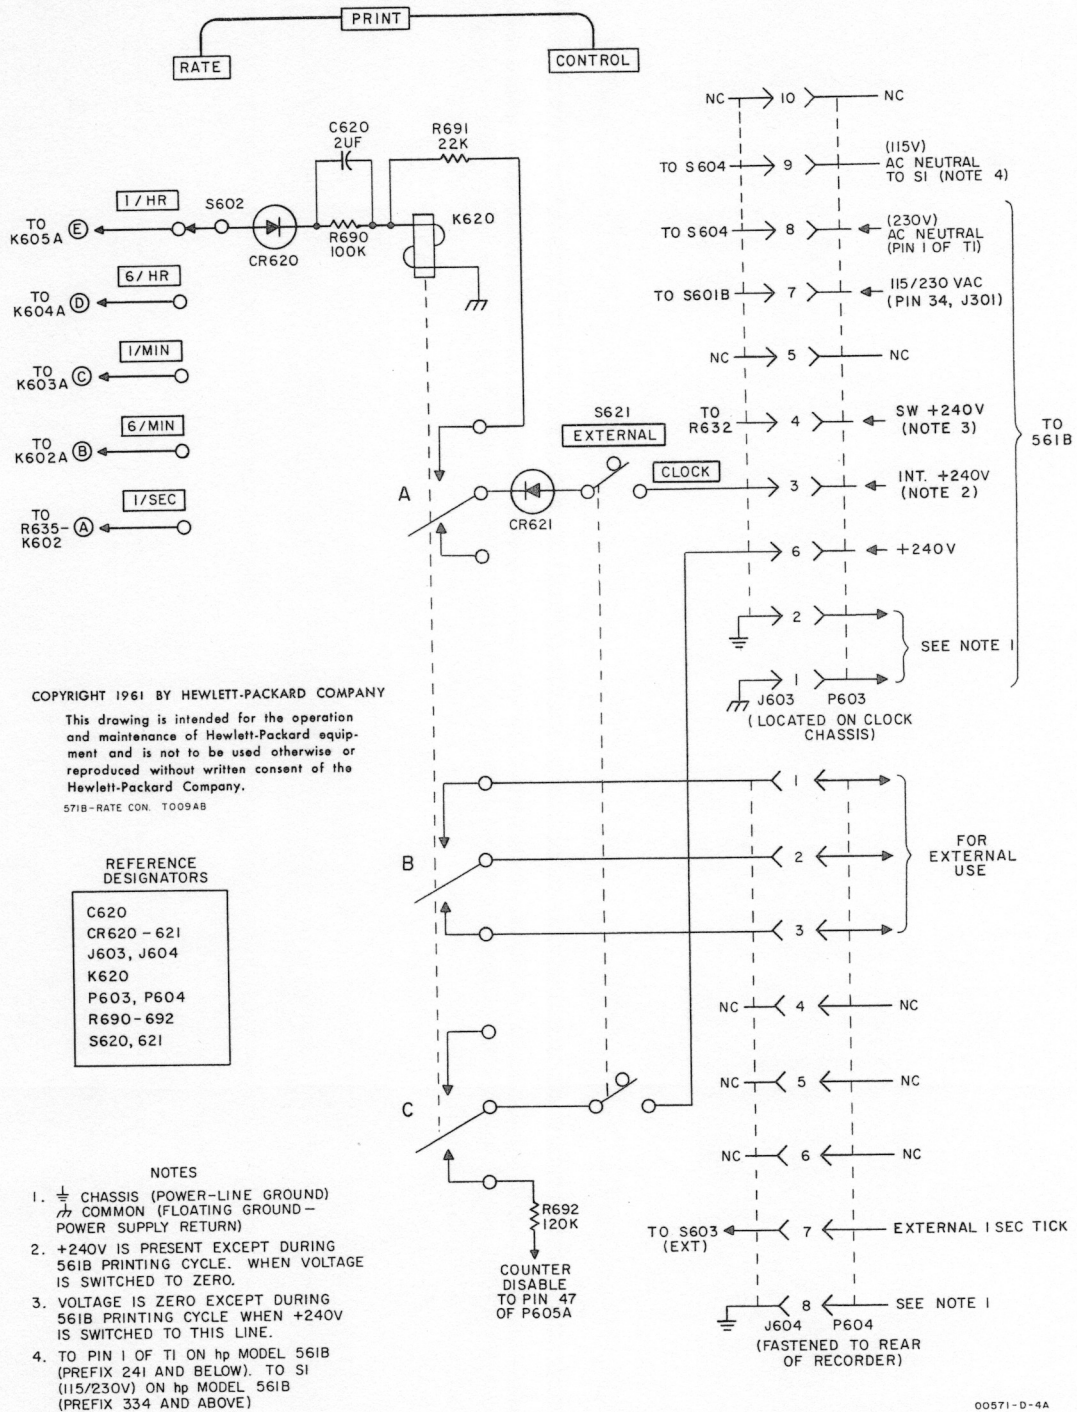 PRINT
RATE
CONTROL
C620
2UF
R691
22K
1/HR
S602
TO
K605A
E
CR620
R690
100K
K620
6/HR
TO
K604A
D
1/MIN
TO
K603A
C
6/MIN
TO
K602A
B
1/SEC
TO
R635-
K602
A
A
CR621
S621
EXTERNAL
CLOCK
NC
10
NC
TO S604
9
(115V)
AC NEUTRAL
TO S1 (NOTE 4)
TO S604
8
(230V)
AC NEUTRAL
(PIN 1 OF T1)
TO S601B
7
115/230 VAC
(PIN 34, J301)
NC
5
NC
TO
R632
4
SW +240V
(NOTE 3)
3
INT. +240V
(NOTE 2)
6
+240V
2
SEE NOTE 1
1
J603
P603
(LOCATED ON CLOCK
CHASSIS)
TO
561B
COPYRIGHT 1961 BY HEWLETT-PACKARD COMPANY
This drawing is intended for the operation
and maintenance of Hewlett-Packard equip-
ment and is not to be used otherwise or
reproduced without written consent of the
Hewlett-Packard Company.
571B-RATE CON. T009AB
REFERENCE
DESIGNATORS
C620
CR620-621
J603, J604
K620
P603, P604
R690-692
S620, 621
B
1
2
3
FOR
EXTERNAL
USE
NC
4
NC
NC
5
NC
NC
6
NC
C
R692
120K
COUNTER
DISABLE
TO PIN 47
OF P605A
TO S603
(EXT)
7
EXTERNAL 1 SEC TICK
8
SEE NOTE 1
J604
P604
(FASTENED TO REAR
OF RECORDER)
NOTES
1. CHASSIS (POWER-LINE GROUND)
COMMON (FLOATING GROUND-
POWER SUPPLY RETURN)
2. +240V IS PRESENT EXCEPT DURING
561B PRINTING CYCLE. WHEN VOLTAGE
IS SWITCHED TO ZERO.
3. VOLTAGE IS ZERO EXCEPT DURING
561B PRINTING CYCLE WHEN +240V
IS SWITCHED TO THIS LINE.
4. TO PIN 1 OF T1 ON hp MODEL 561B
(PREFIX 241 AND BELOW). TO S1
(115/230V) ON hp MODEL 561B
(PREFIX 334 AND ABOVE)
00571-D-4A